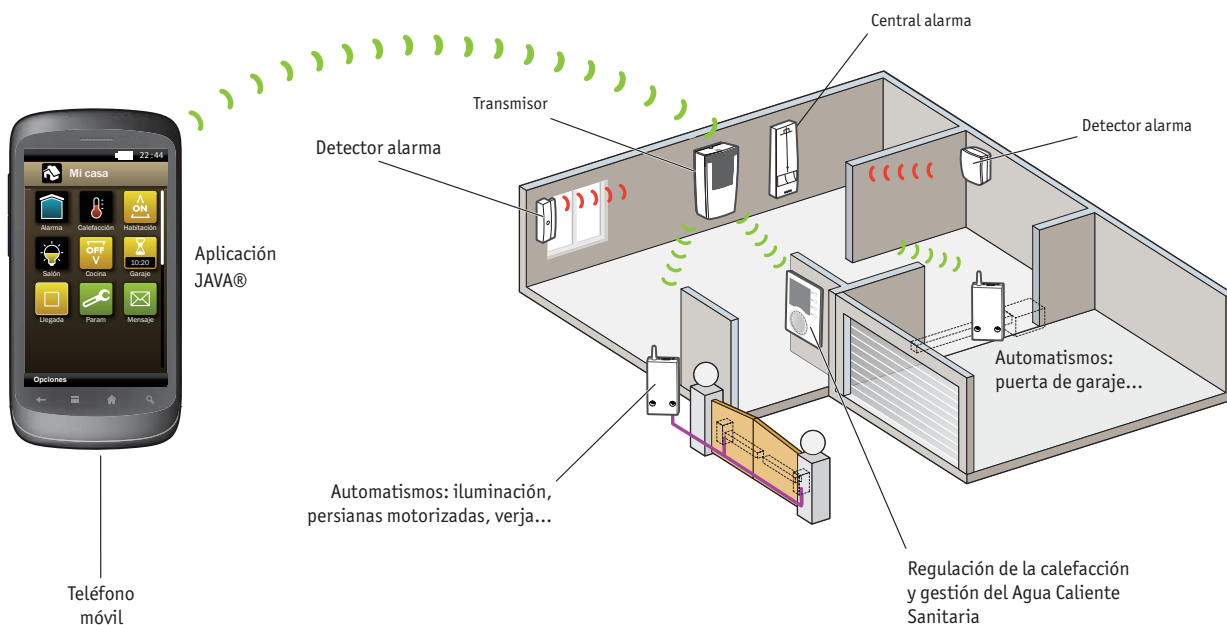 Central alarma
Transmisor
Detector alarma
Detector alarma
22:44
Mi casa
ON
Alarma
Calefacción
Habitación
OFF
10:20
Salón
Cocina
Garaje
Llegada
Param
Mensaje
Opciones
Aplicación
JAVA®
Automatismos:
puerta de garaje...
Automatismos: iluminación,
persianas motorizadas, verja...
Regulación de la calefacción
y gestión del Agua Caliente
Sanitaria
Teléfono
móvil